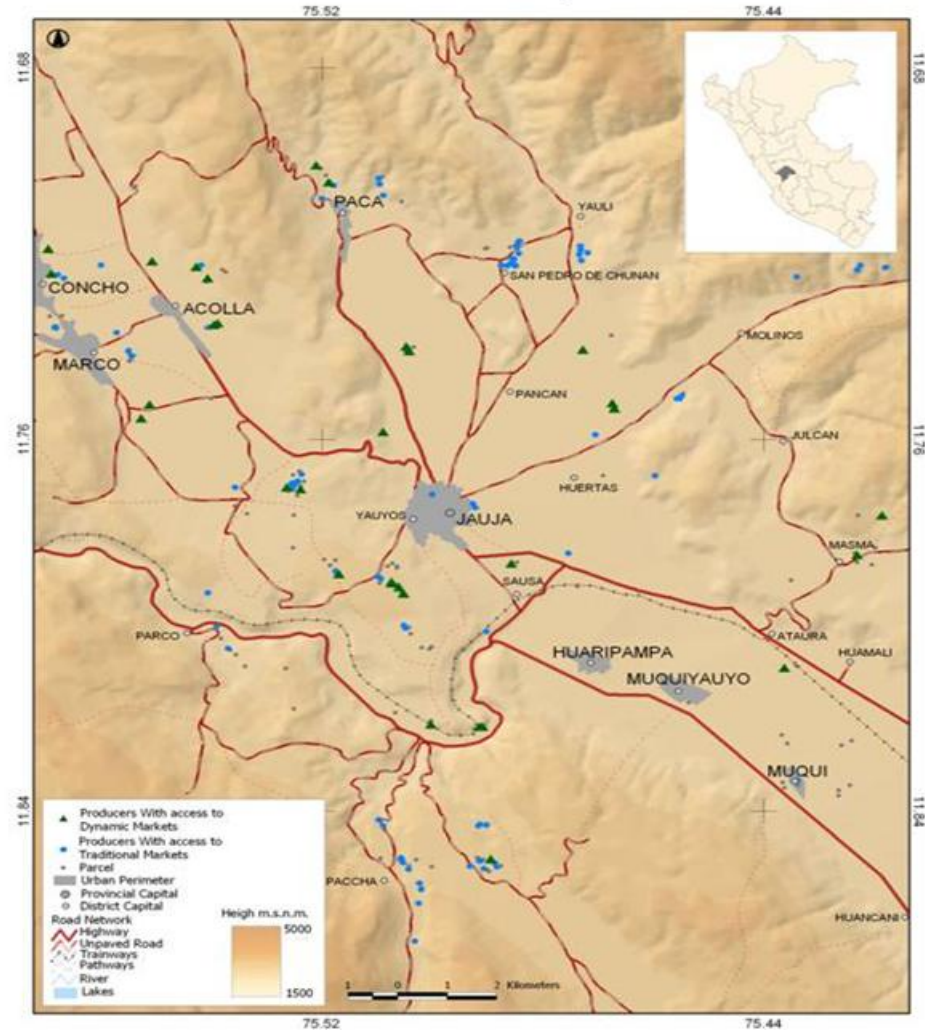 75.52
75.44
11.68
11.68
YAULI
PACA
SAN PEDRO DE CHUNAN
CONCHO
ACOLLA
MOLINOS
MARCO
PANCAN
11.76
11.76
JULCAN
HUERTAS
YAUYOS
JAUJA
MASMA
SAUSA
PARCO
ATAURA
HUARIPAMPA
HUAMALI
MUQUIYAUYO
MUQUI
11.84
11.84
PACCHA
HUANCANI
Producers With access to
Dynamic Markets
Producers With access to
Traditional Markets
Parcel
Urban Perimeter
Provincial Capital
District Capital
Road Network
Highway
Unpaved Road
Trainways
Pathways
River
Lakes
Heigh m.s.n.m.
5000
1500
1 0 1 2 Kilometers
75.52
75.44